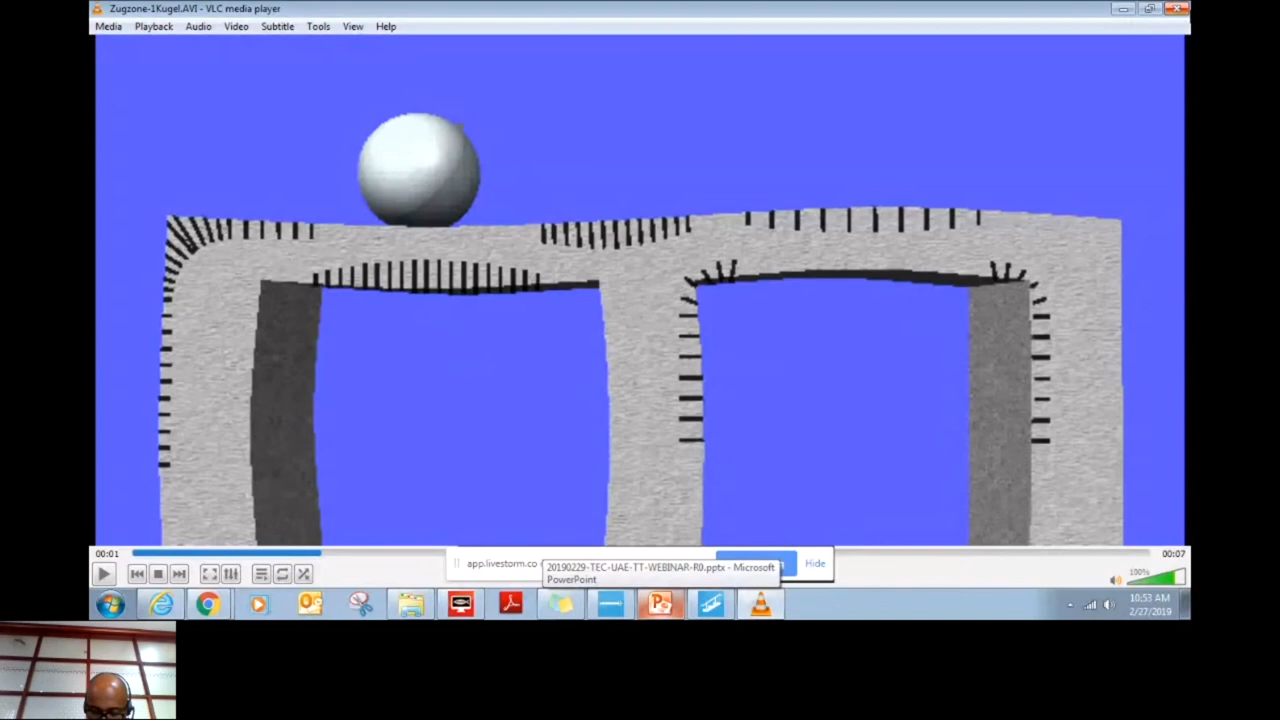 Zugzone-1Kugel.AVI - VLC media player
Media Playback Audio Video Subtitle Tools View Help
00:01
00:07
app.livestorm.co
Hide
20190229-TEC-UAE-TT-WEBINAR-R0.pptx - Microsoft
PowerPoint
100%
10:53 AM
2/27/2019